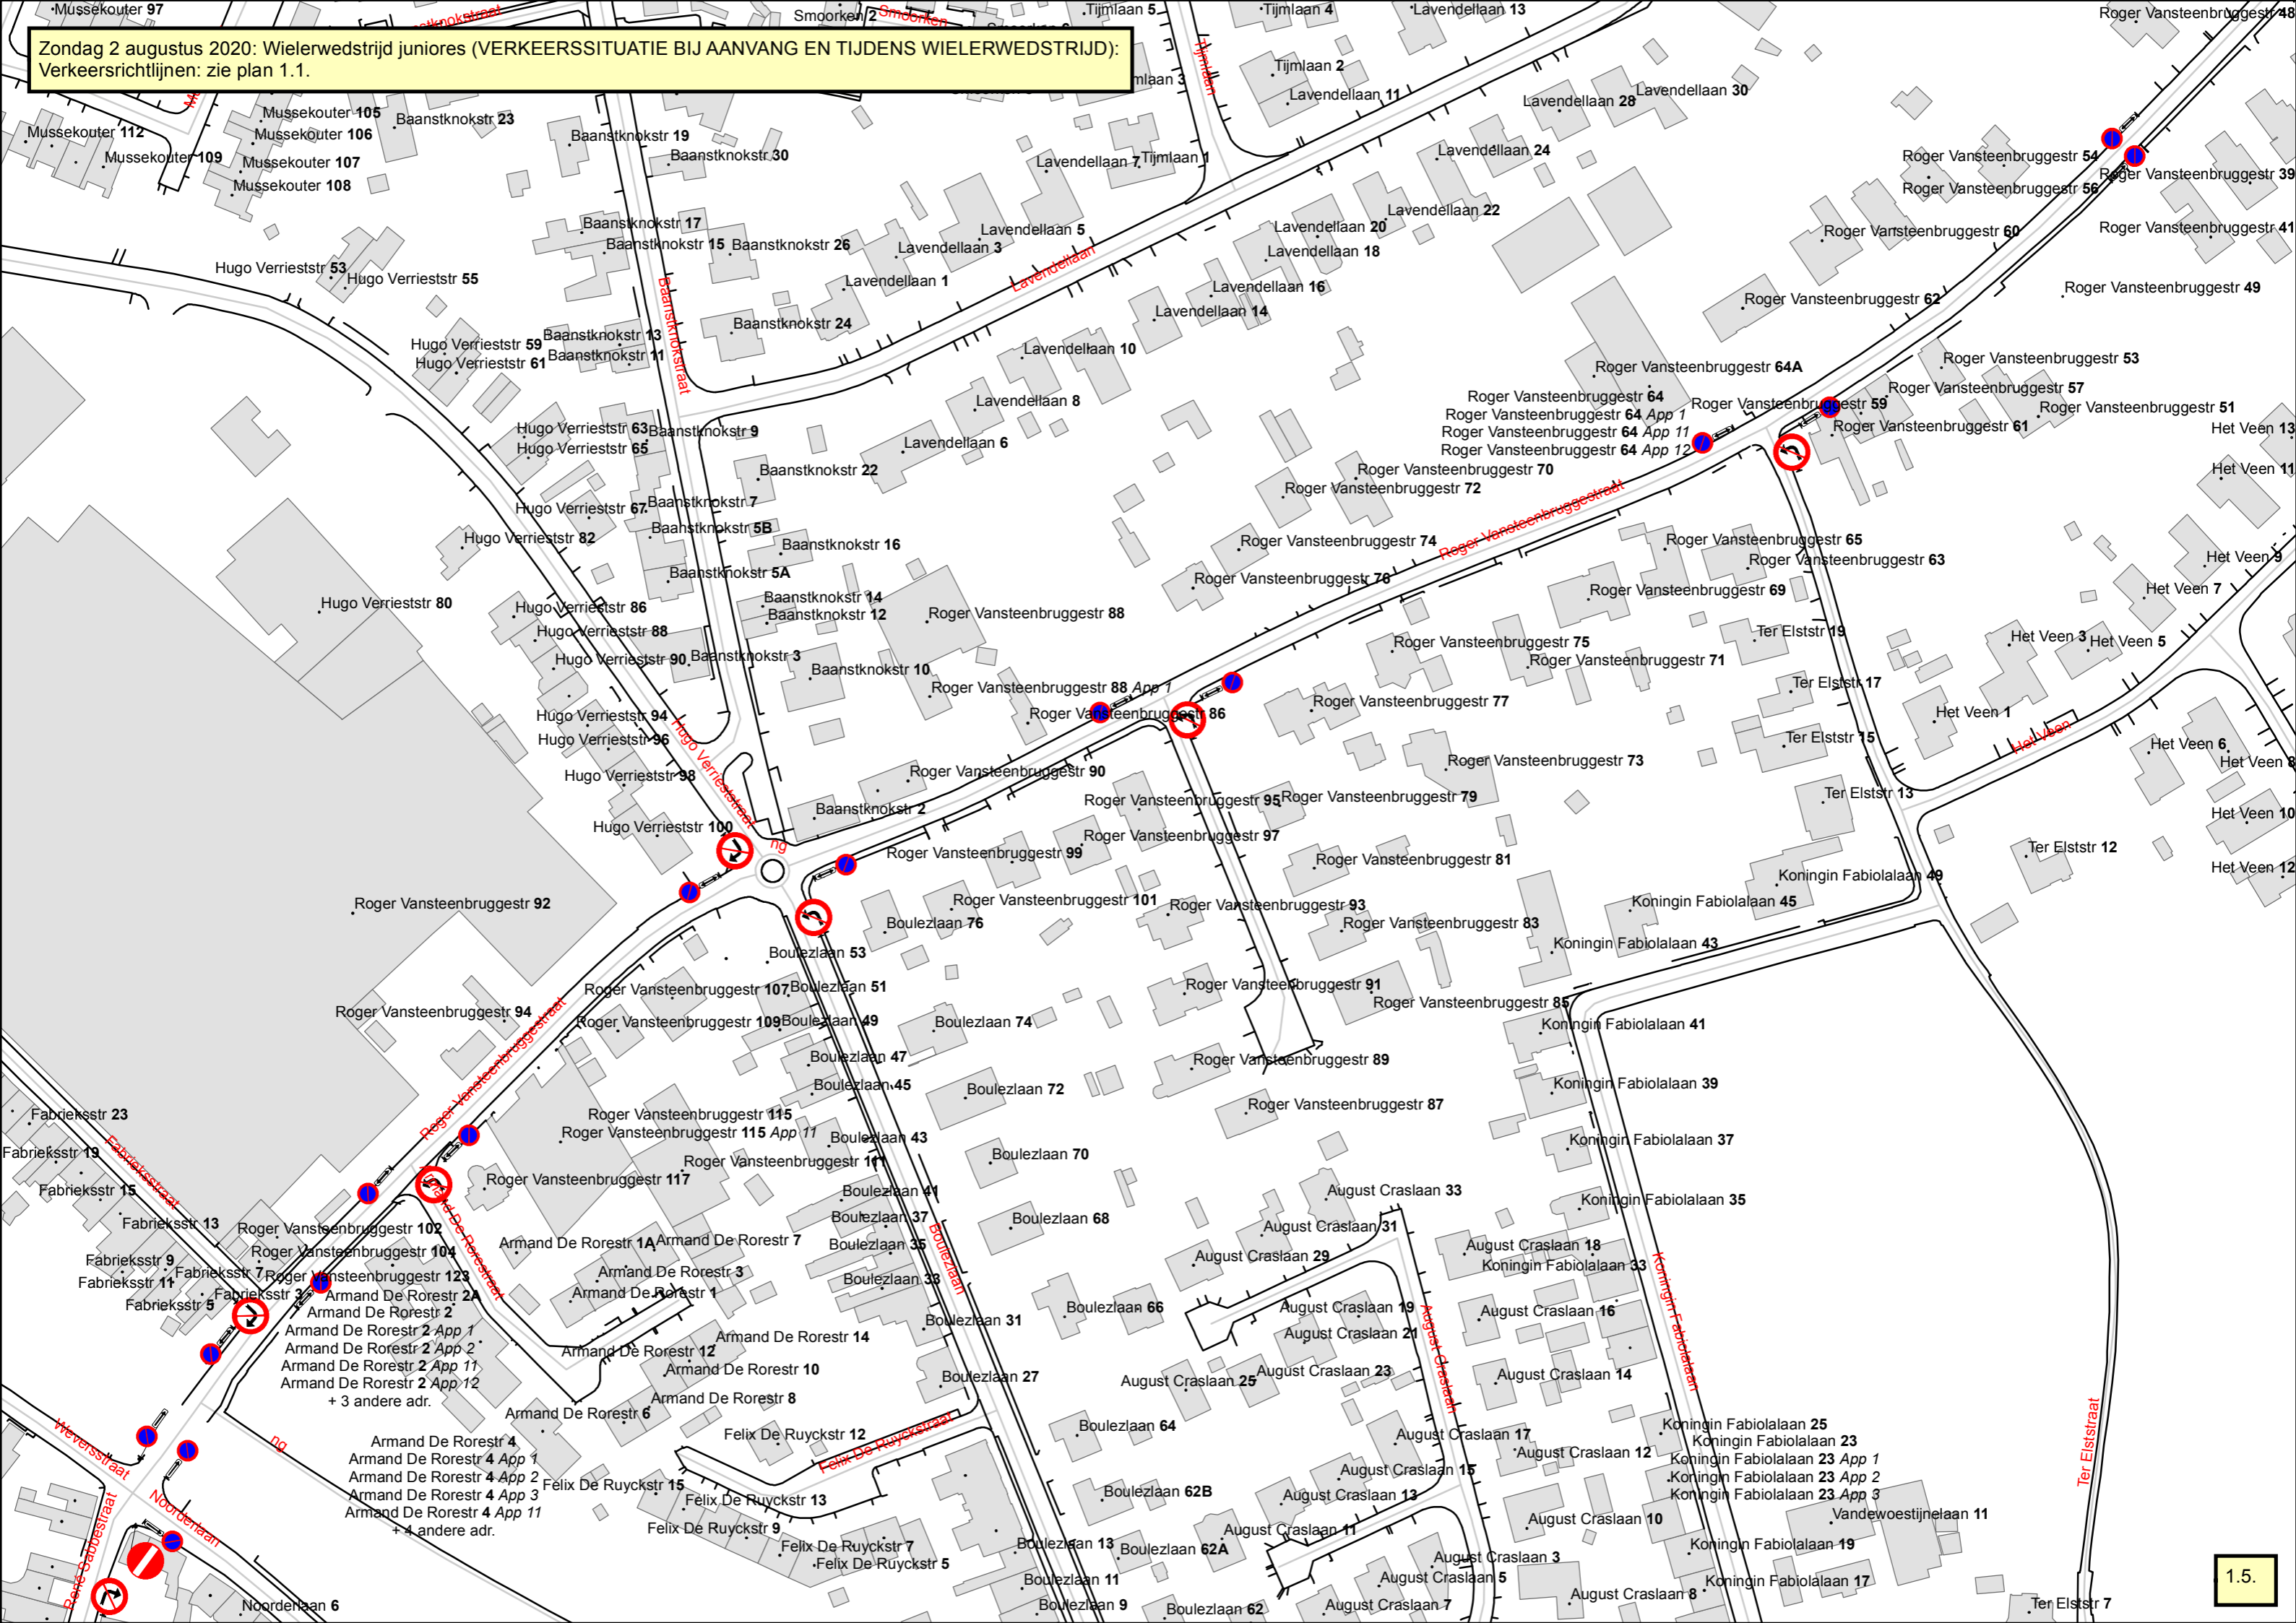 Mussekouter 97
Smoorken 2
Smoorken
Tijmlaan 5
Tijmlaan 4
Lavendellaan 13
Roger Vansteenbruggestr 48
Zondag 2 augustus 2020: Wielerwedstrijd juniores (VERKEERSSITUATIE BIJ AANVANG EN TIJDENS WIELERWEDSTRIJD):
Verkeersrichtlijnen: zie plan 1.1.
Tijmlaan
Tijmlaan 2
Lavendellaan 11
Lavendellaan 28
Lavendellaan 30
Mussekouter 105
Mussekouter 106
Mussekouter 107
Mussekouter 108
Mussekouter 112
Mussekouter 109
Baanstknokstr 23
Baanstknokstr 19
Baanstknokstr 30
Lavendellaan 7
Tijmlaan 1
Lavendellaan 24
Roger Vansteenbruggestr 54
Roger Vansteenbruggestr 56
Roger Vansteenbruggestr 39
Roger Vansteenbruggestr 41
Roger Vansteenbruggestr 60
Baanstknokstr 17
Baanstknokstr 15
Baanstknokstr 26
Lavendellaan 3
Lavendellaan 5
Lavendellaan 20
Lavendellaan 22
Lavendellaan 18
Lavendellaan
Hugo Verrieststr 53
Hugo Verrieststr 55
Lavendellaan 1
Lavendellaan 16
Lavendellaan 14
Roger Vansteenbruggestr 62
Roger Vansteenbruggestr 49
Baanstknokstraat
Baanstknokstr 24
Baanstknokstr 13
Baanstknokstr 11
Hugo Verrieststr 59
Hugo Verrieststr 61
Lavendellaan 10
Lavendellaan 8
Lavendellaan 6
Roger Vansteenbruggestr 64A
Roger Vansteenbruggestr 64
Roger Vansteenbruggestr 64 App 1
Roger Vansteenbruggestr 64 App 11
Roger Vansteenbruggestr 64 App 12
Roger Vansteenbruggestr 59
Roger Vansteenbruggestr 53
Roger Vansteenbruggestr 57
Roger Vansteenbruggestr 51
Roger Vansteenbruggestr 61
Het Veen 13
Het Veen 11
Het Veen 9
Het Veen 7
Hugo Verrieststr 63
Hugo Verrieststr 65
Baanstknokstr 9
Baanstknokstr 22
Hugo Verrieststr 67
Baanstknokstr 7
Baanstknokstr 5B
Hugo Verrieststr 82
Baanstknokstr 16
Baanstknokstr 5A
Roger Vansteenbruggestr 70
Roger Vansteenbruggestr 72
Roger Vansteenbruggestr 74
Roger Vansteenbruggestr 76
Roger Vansteenbruggestraat
Roger Vansteenbruggestr 65
Roger Vansteenbruggestr 63
Roger Vansteenbruggestr 69
Hugo Verrieststr 80
Hugo Verrieststr 86
Hugo Verrieststr 88
Hugo Verrieststr 90
Baanstknokstr 14
Baanstknokstr 12
Baanstknokstr 3
Baanstknokstr 10
Roger Vansteenbruggestr 88
Roger Vansteenbruggestr 88 App 1
Roger Vansteenbruggestr 86
Roger Vansteenbruggestr 75
Roger Vansteenbruggestr 71
Roger Vansteenbruggestr 77
Ter Elststr 19
Ter Elststr 17
Ter Elststr 15
Ter Elststr 13
Het Veen 3
Het Veen 5
Het Veen 1
Het Veen
Het Veen 6
Het Veen 8
Het Veen 10
Het Veen 12
Hugo Verrieststr 94
Hugo Verrieststr 96
Hugo Verrieststr 98
Hugo Verrieststr 100
Hugo Verrieststraat
ng
Baanstknokstr 2
Roger Vansteenbruggestr 90
Roger Vansteenbruggestr 95
Roger Vansteenbruggestr 79
Roger Vansteenbruggestr 73
Roger Vansteenbruggestr 97
Roger Vansteenbruggestr 99
Roger Vansteenbruggestr 81
Ter Elststr 12
Koningin Fabiolalaan 49
Koningin Fabiolalaan 45
Koningin Fabiolalaan 43
Roger Vansteenbruggestr 92
Roger Vansteenbruggestr 101
Roger Vansteenbruggestr 93
Roger Vansteenbruggestr 83
Boulezlaan 76
Boulezlaan 53
Boulezlaan 51
Roger Vansteenbruggestr 107
Roger Vansteenbruggestr 91
Roger Vansteenbruggestr 85
Roger Vansteenbruggestr 94
Roger Vansteenbruggestr 109
Boulezlaan 49
Boulezlaan 74
Koningin Fabiolalaan 41
Roger Vansteenbruggestraat
Boulezlaan 47
Boulezlaan 45
Boulezlaan 72
Roger Vansteenbruggestr 89
Roger Vansteenbruggestr 87
Koningin Fabiolalaan 39
Koningin Fabiolalaan 37
Koningin Fabiolalaan 35
Fabrieksstr 23
Fabrieksstr 19
Fabrieksstr 15
Fabrieksstr 13
Fabrieksstraat
Roger Vansteenbruggestr 115
Roger Vansteenbruggestr 115 App 11
Roger Vansteenbruggestr 111
Roger Vansteenbruggestr 117
Boulezlaan 43
Boulezlaan 41
Boulezlaan 37
Boulezlaan 35
Boulezlaan 33
Boulezlaan 31
Boulezlaan 27
Boulezlaan
Boulezlaan 70
Boulezlaan 68
Boulezlaan 66
Boulezlaan 64
August Craslaan 33
August Craslaan 31
August Craslaan 29
August Craslaan 18
Koningin Fabiolalaan 33
August Craslaan 16
August Craslaan 14
August Craslaan 19
August Craslaan 21
August Craslaan 23
August Craslaan 25
August Craslaan
Koningin Fabiolalaan
Roger Vansteenbruggestr 102
Roger Vansteenbruggestr 104
Roger Vansteenbruggestr 123
Fabrieksstr 9
Fabrieksstr 11
Fabrieksstr 7
Fabrieksstr 5
Fabrieksstr 3
Armand De Rorestr 1A
Armand De Rorestr 7
Armand De Rorestr 3
Armand De Rorestr 1
Armand De Rorestr 2A
Armand De Rorestr 2
Armand De Rorestr 2 App 1
Armand De Rorestr 2 App 2
Armand De Rorestr 2 App 11
Armand De Rorestr 2 App 12
+ 3 andere adr.
Armand De Rorestr 14
Armand De Rorestr 12
Armand De Rorestr 10
Armand De Rorestr 8
Armand De Rorestr 6
Armand De Rorestr 4
Armand De Rorestr 4 App 1
Armand De Rorestr 4 App 2
Armand De Rorestr 4 App 3
Armand De Rorestr 4 App 11
+ 4 andere adr.
Weversstraat
ng
Noorderlaan
René Sabbestraat
Noorderlaan 6
Felix De Ruyckstr 12
Felix De Ruyckstraat
Felix De Ruyckstr 15
Felix De Ruyckstr 13
Felix De Ruyckstr 9
Felix De Ruyckstr 7
Felix De Ruyckstr 5
Boulezlaan 62B
Boulezlaan 62A
Boulezlaan 62
Boulezlaan 13
Boulezlaan 11
Boulezlaan 9
August Craslaan 17
August Craslaan 15
August Craslaan 13
August Craslaan 11
August Craslaan 12
August Craslaan 10
August Craslaan 3
August Craslaan 5
August Craslaan 7
August Craslaan 8
Koningin Fabiolalaan 25
Koningin Fabiolalaan 23
Koningin Fabiolalaan 23 App 1
Koningin Fabiolalaan 23 App 2
Koningin Fabiolalaan 23 App 3
Vandewoestijnelaan 11
Koningin Fabiolalaan 19
Koningin Fabiolalaan 17
Ter Elststraat
Ter Elststr 7
1.5.